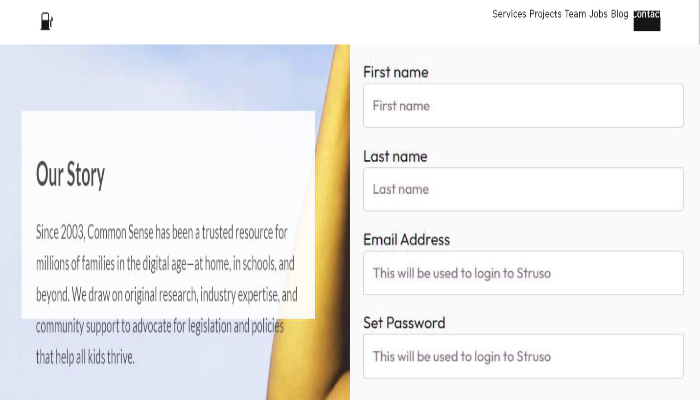 Services Projects Team Jobs Blog Contac
Our Story
Since 2003, Common Sense has been a trusted resource for
millions of families in the digital age—at home, in schools, and
beyond. We draw on original research, industry expertise, and
community support to advocate for legislation and policies
that help all kids thrive.
First name
First name
Last name
Last name
Email Address
This will be used to login to Struso
Set Password
This will be used to login to Struso